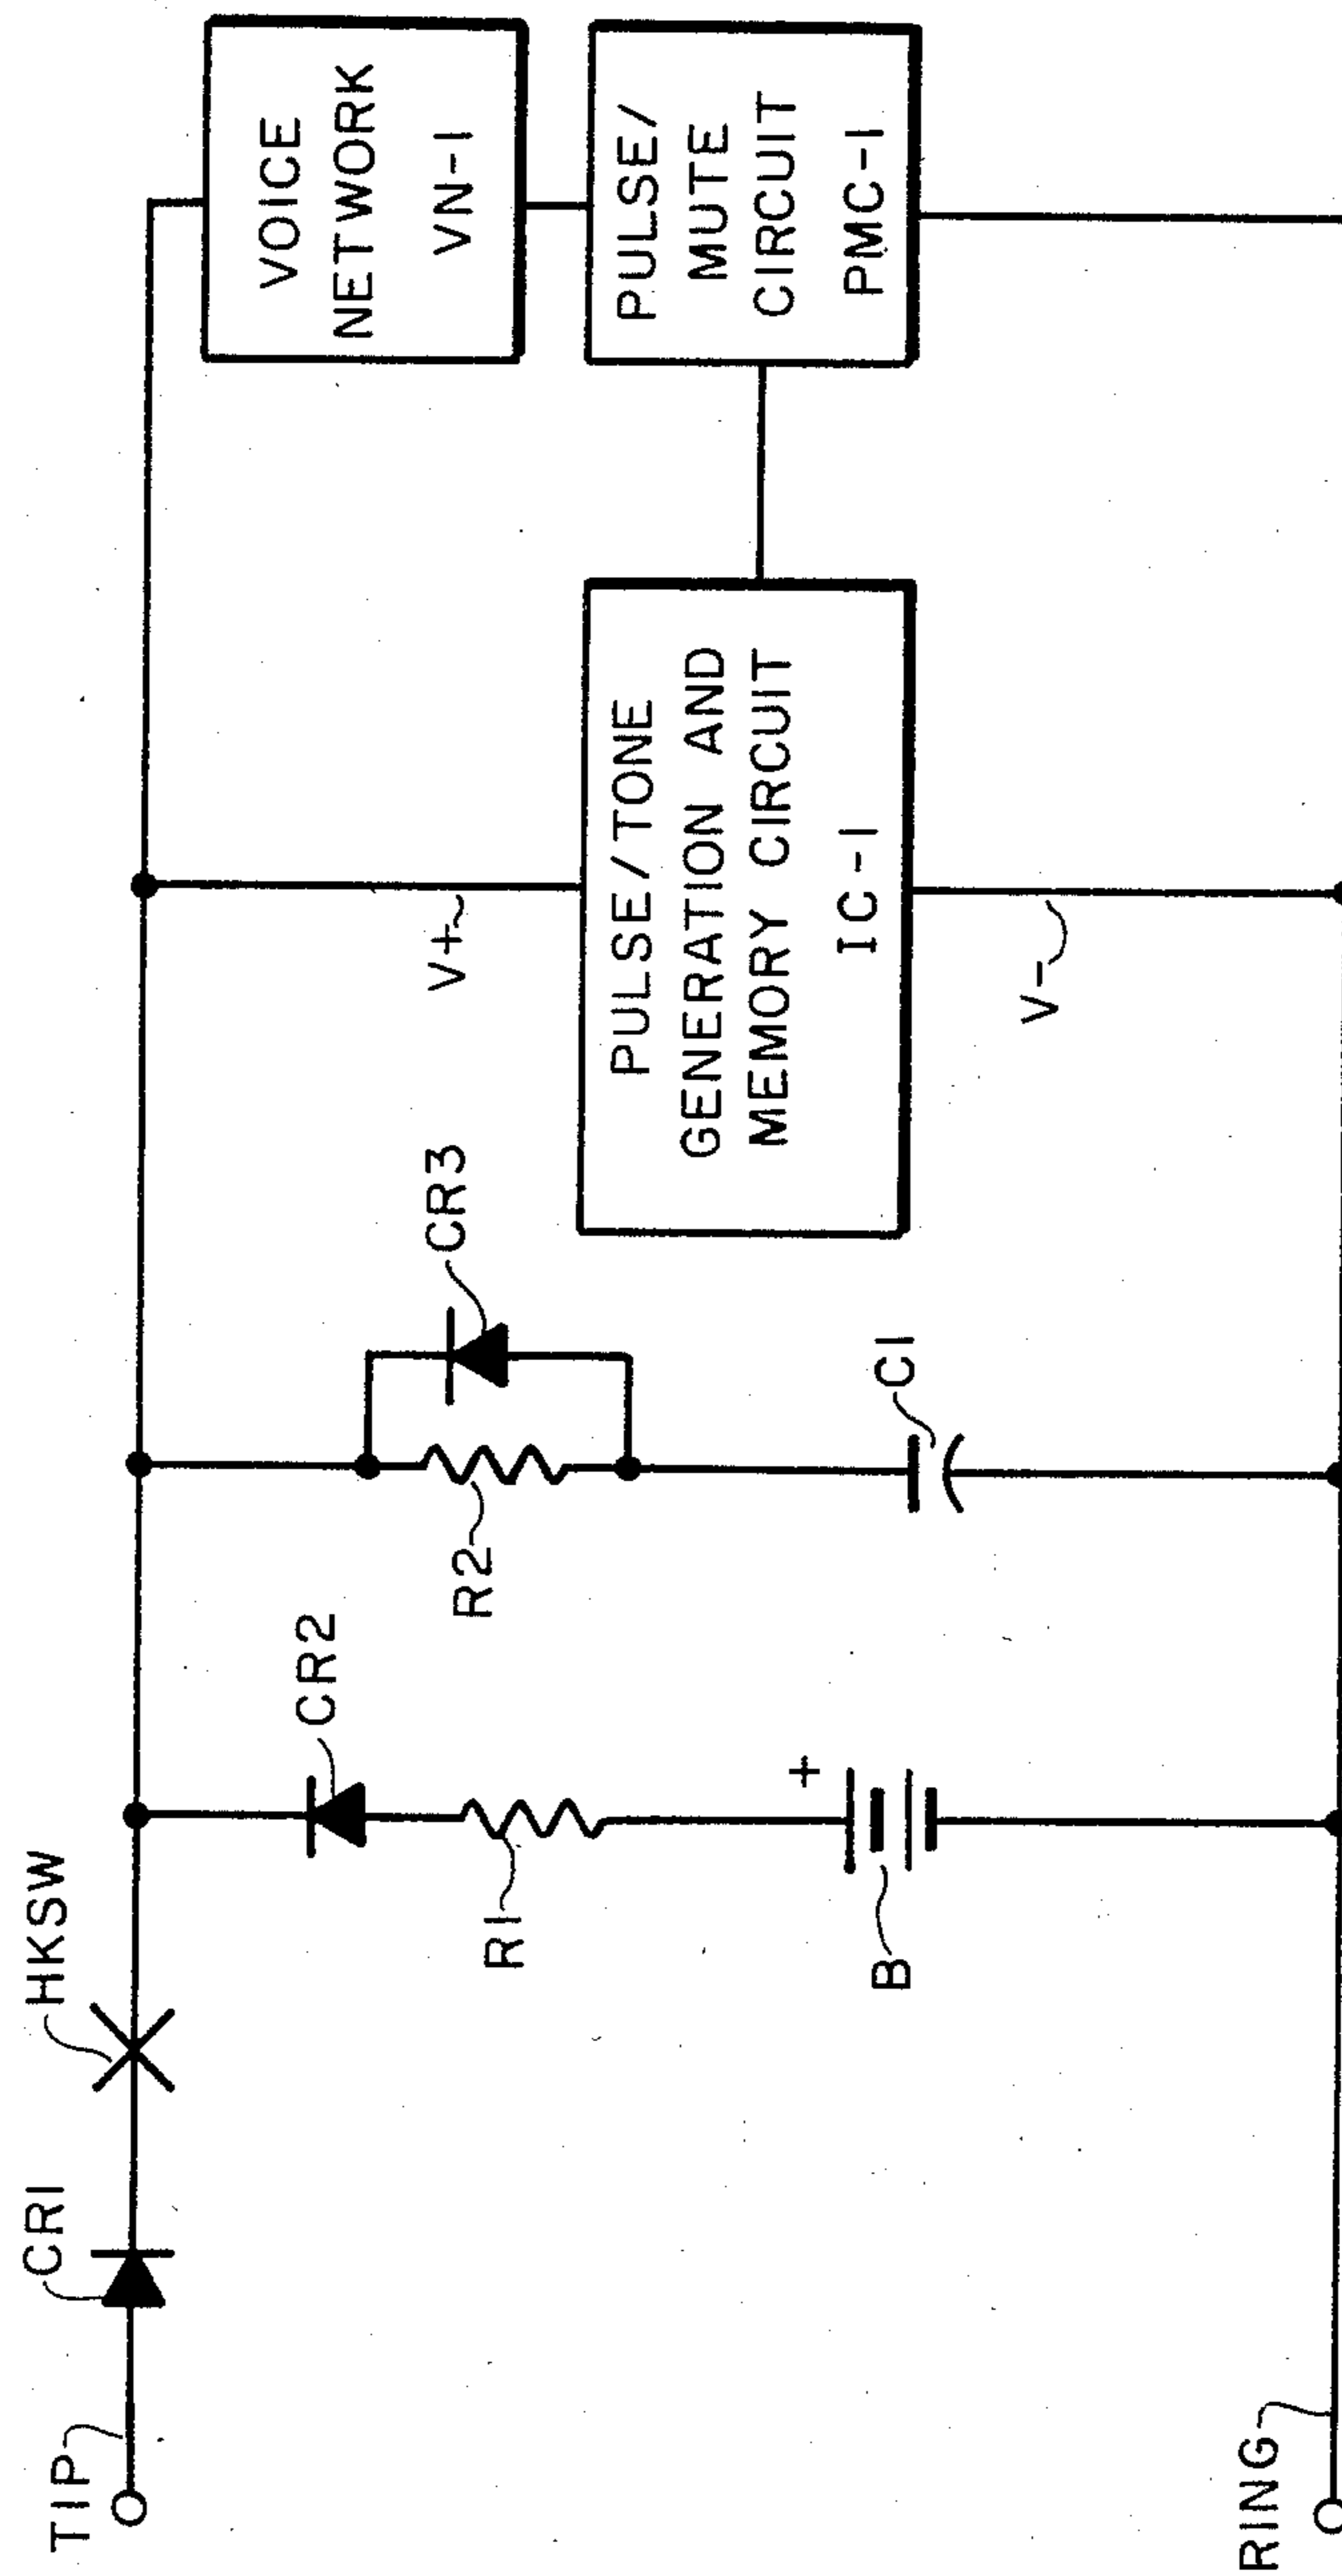 TIP
CR1
HKSW
CR2
R1
+
B
R2
CR3
C1
V+
V-
PULSE/TONE
GENERATION AND
MEMORY CIRCUIT
IC-1
VOICE
NETWORK
VN-1
PULSE/
MUTE
CIRCUIT
PMC-1
RING